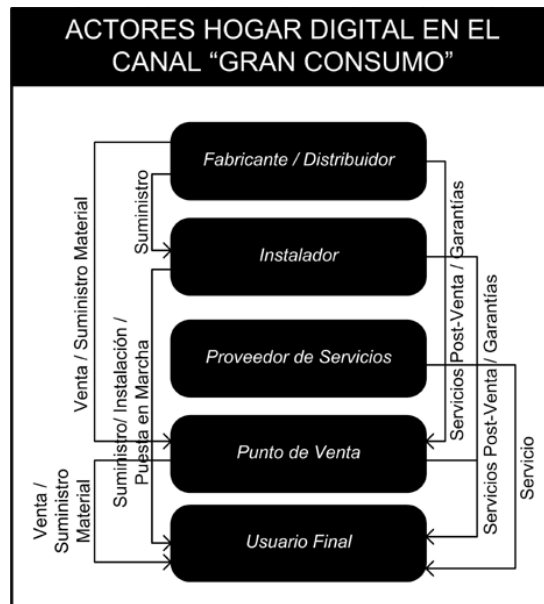 ACTORES HOGAR DIGITAL EN EL
CANAL “GRAN CONSUMO”
Fabricante / Distribuidor
Suministro
Instalador
Venta / Suministro Material
Suministro/ Instalación /
Puesta en Marcha
Proveedor de Servicios
Servicios Post-Venta / Garantías
Servicios Post-Venta / Garantías
Servicio
Punto de Venta
Venta /
Suministro
Material
Usuario Final